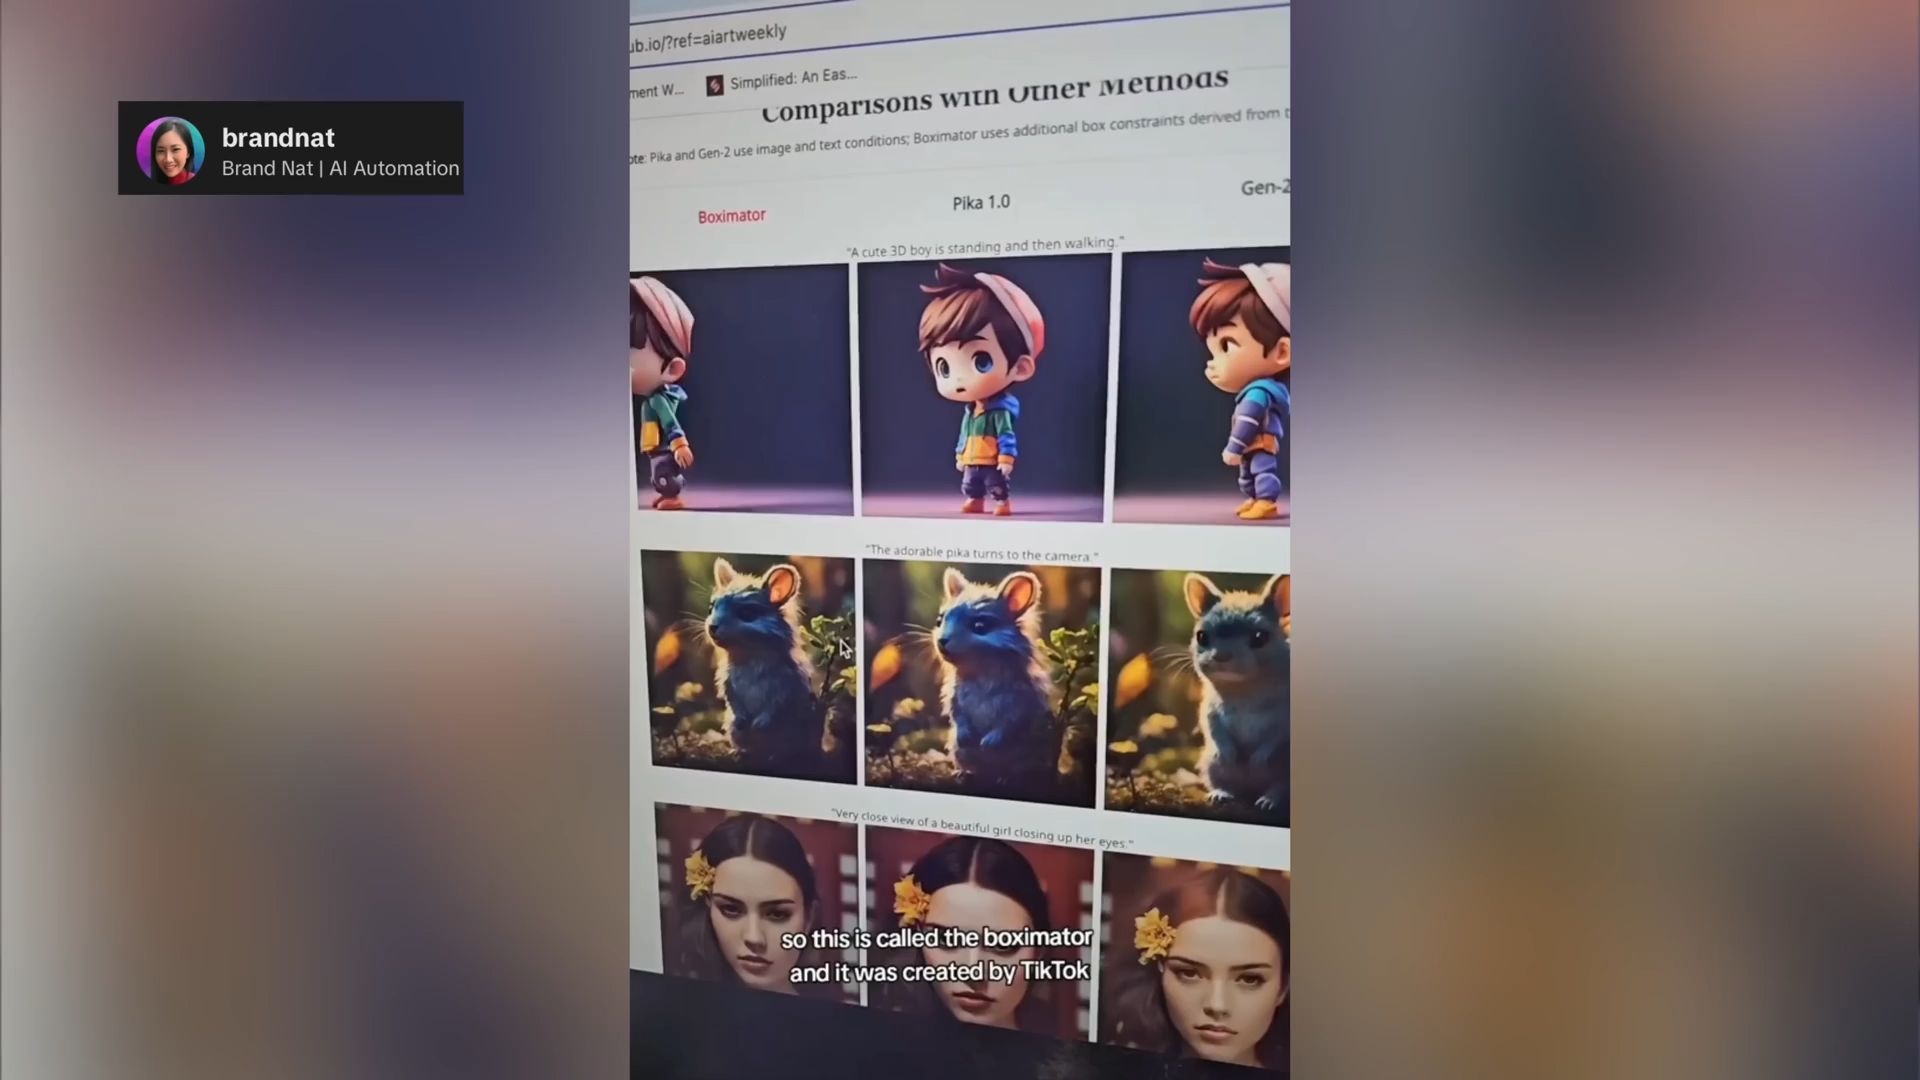 brandnat
Brand Nat | AI Automation
ub.io/?ref=aiartweekly
ment W...
Simplified: An Eas...
Comparisons with Other Methods
ote: Pika and Gen-2 use image and text conditions; Boximator uses additional box constraints derived from t
Boximator
Pika 1.0
Gen-2
"A cute 3D boy is standing and then walking."
"The adorable pika turns to the camera."
"Very close view of a beautiful girl closing up her eyes."
so this is called the boximator
and it was created by TikTok